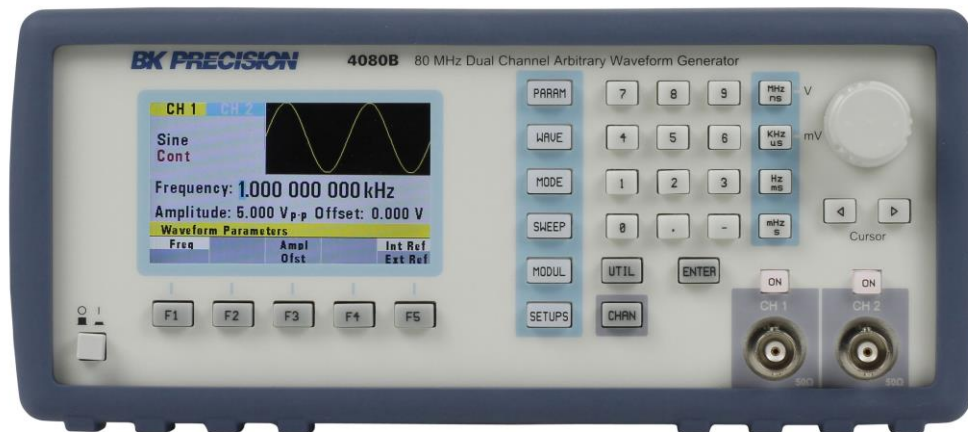 BK PRECISION 4080B 80 MHz Dual Channel Arbitrary Waveform Generator
CH 1 CH 2
Sine
Cont
Frequency: 1.000 000 000 kHz
Amplitude: 5.000 Vp-p Offset: 0.000 V
Waveform Parameters
Freq Ampl Int Ref
Ofst Ext Ref
F1 F2 F3 F4 F5
O I
PARAM
WAVE
MODE
SWEEP
MODUL
SETUPS
7 8 9
4 5 6
1 2 3
0 . -
UTIL ENTER
CHAN
MHz
ns
V
KHz
us
mV
Hz
ms
mHz
s
Cursor
ON ON
CH 1 CH 2
50Ω 50Ω